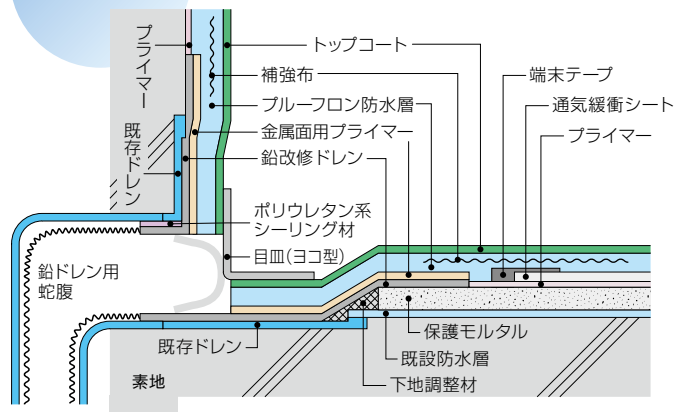 プライマー
既存ドレン
トップコート
補強布
プルーフロン防水層
金属面用プライマー
鉛改修ドレン
ポリウレタン系
シーリング材
目皿(ヨコ型)
端末テープ
通気緩衝シート
プライマー
鉛ドレン用
蛇腹
既存ドレン
素地
保護モルタル
既設防水層
下地調整材